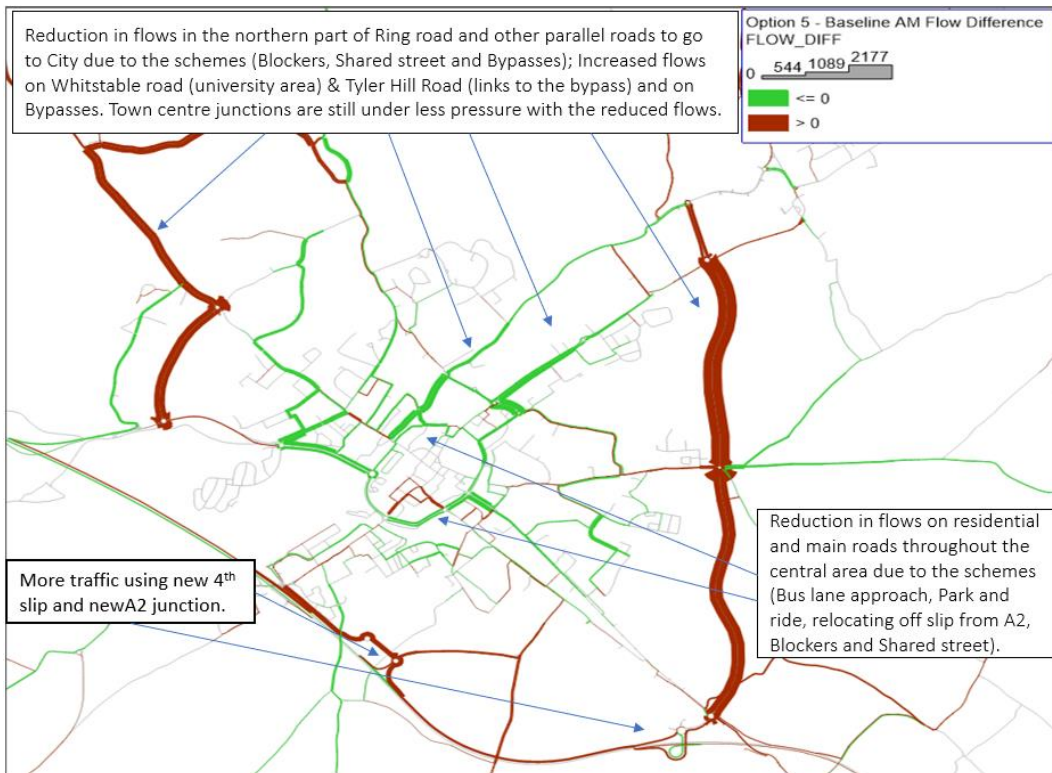 Reduction in flows in the northern part of Ring road and other parallel roads to go
to City due to the schemes (Blockers, Shared street and Bypasses); Increased flows
on Whitstable road (university area) & Tyler Hill Road (links to the bypass) and on
Bypasses. Town centre junctions are still under less pressure with the reduced flows.
Option 5 - Baseline AM Flow Difference
FLOW_DIFF
0 544 1089 2177
<= 0
> 0
More traffic using new 4th
slip and newA2 junction.
Reduction in flows on residential
and main roads throughout the
central area due to the schemes
(Bus lane approach, Park and
ride, relocating off slip from A2,
Blockers and Shared street).